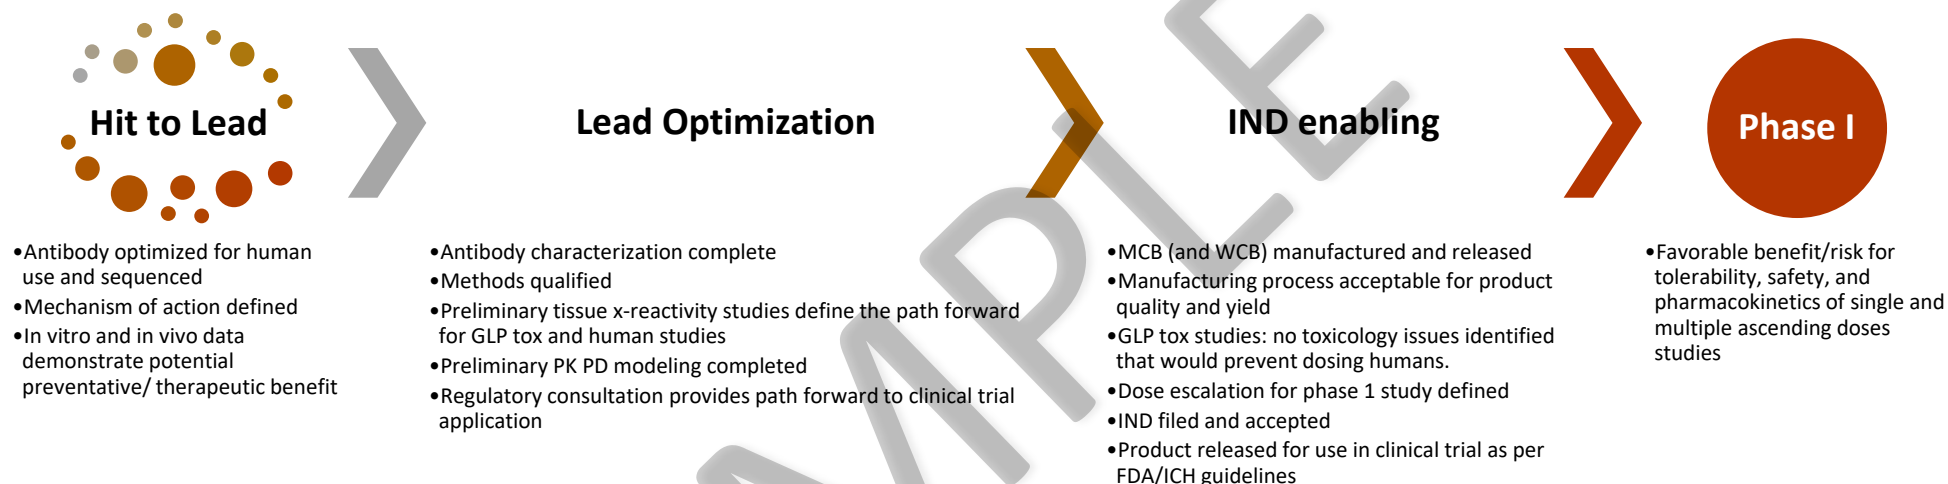 Hit to Lead
•Antibody optimized for human
use and sequenced
•Mechanism of action defined
•In vitro and in vivo data
demonstrate potential
preventative/ therapeutic benefit
Lead Optimization
•Antibody characterization complete
•Methods qualified
•Preliminary tissue x-reactivity studies define the path forward
for GLP tox and human studies
•Preliminary PK PD modeling completed
•Regulatory consultation provides path forward to clinical trial
application
IND enabling
•MCB (and WCB) manufactured and released
•Manufacturing process acceptable for product
quality and yield
•GLP tox studies: no toxicology issues identified
that would prevent dosing humans.
•Dose escalation for phase 1 study defined
•IND filed and accepted
•Product released for use in clinical trial as per
FDA/ICH guidelines
Phase I
•Favorable benefit/risk for
tolerability, safety, and
pharmacokinetics of single and
multiple ascending doses
studies
MPLE